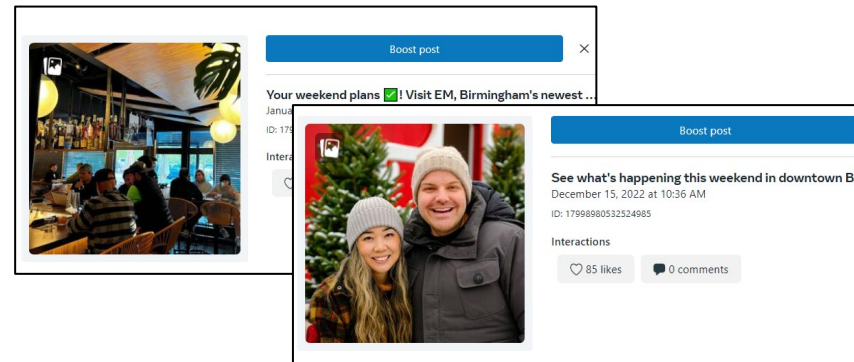 Boost post
Your weekend plans ✅! Visit EM, Birmingham's newest ...
Janua
ID: 179
Intera
Boost post
See what's happening this weekend in downtown B
December 15, 2022 at 10:36 AM
ID: 17998980532524985
Interactions
85 likes 0 comments